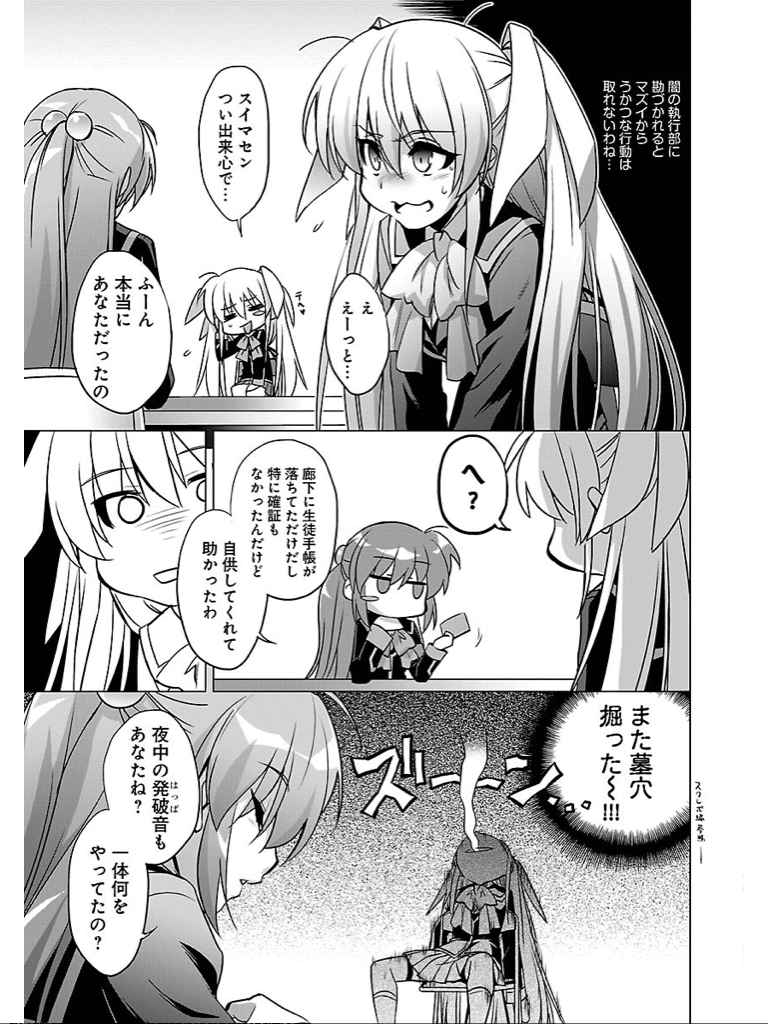 闇の執行部に
勘づかれると
マズイから
うかつな行動は
取れないわね…
え
えーっと…
スイマセン
つい出来心で…
テヘ♥
ふーん
本当に
あなただったの
へ?
廊下に生徒手帳が
落ちてただけだし
特に確証も
なかったんだけど
自供してくれて
助かったわ
また墓穴
掘った〜!!!
ズーーン…
夜中の発破音も
はっぱ
あなたね?
一体何を
やってたの?